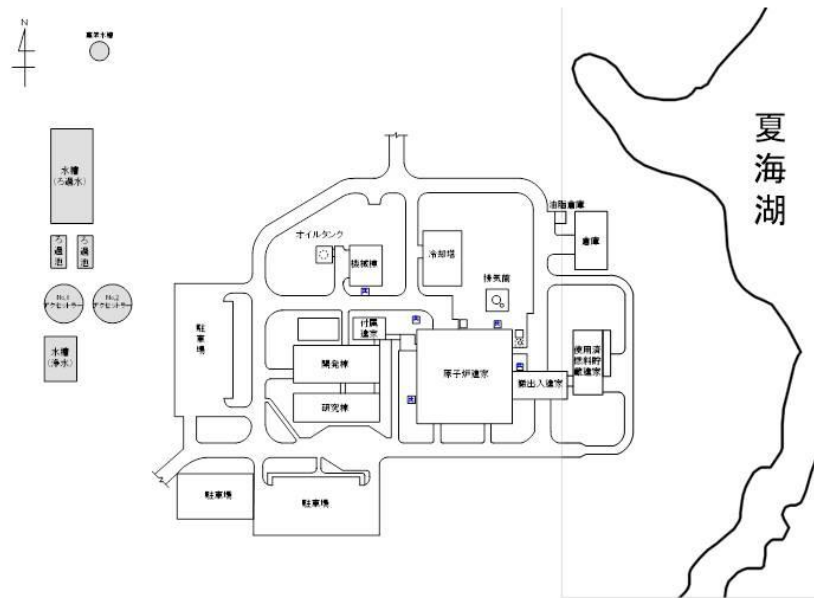 N
水槽
(ろ過水)
ろ過池
ろ過池
No.1
アクセレーター
No.2
アクセレーター
水槽
(浄水)
夏海湖
油脂倉庫
倉庫
オイルタンク
機械棟
冷却塔
排気筒
付属建家
駐車場
開発棟
研究棟
原子炉建家
搬出入建家
使用済
燃料貯
蔵建家
駐車場
駐車場
N